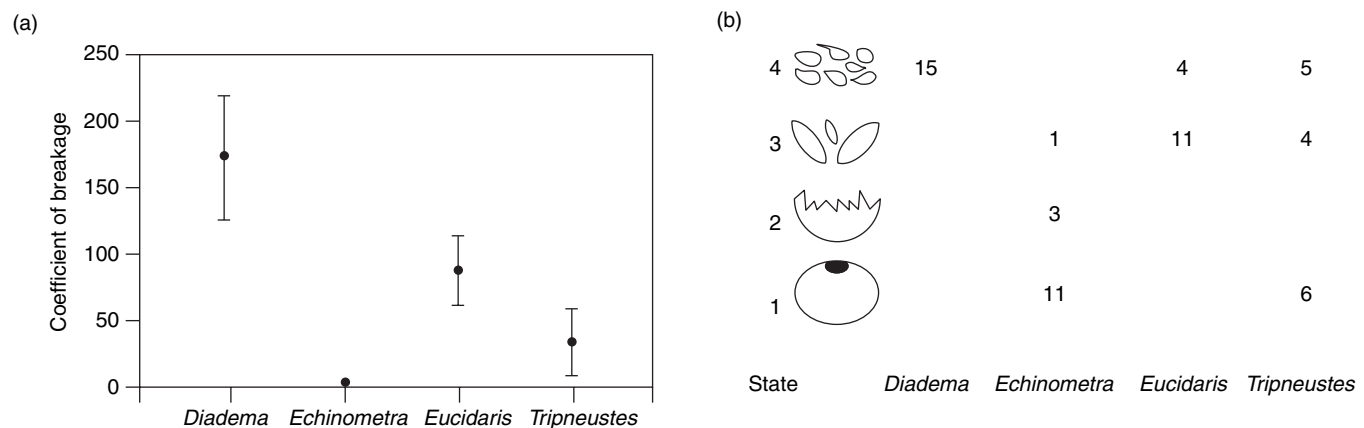 (a)
250
200
150
100
50
0
Coefficient of breakage
Diadema Echinometra Eucidaris Tripneustes
(b)
4 15 4 5
3 1 11 4
2 3
1 11 6
State Diadema Echinometra Eucidaris Tripneustes